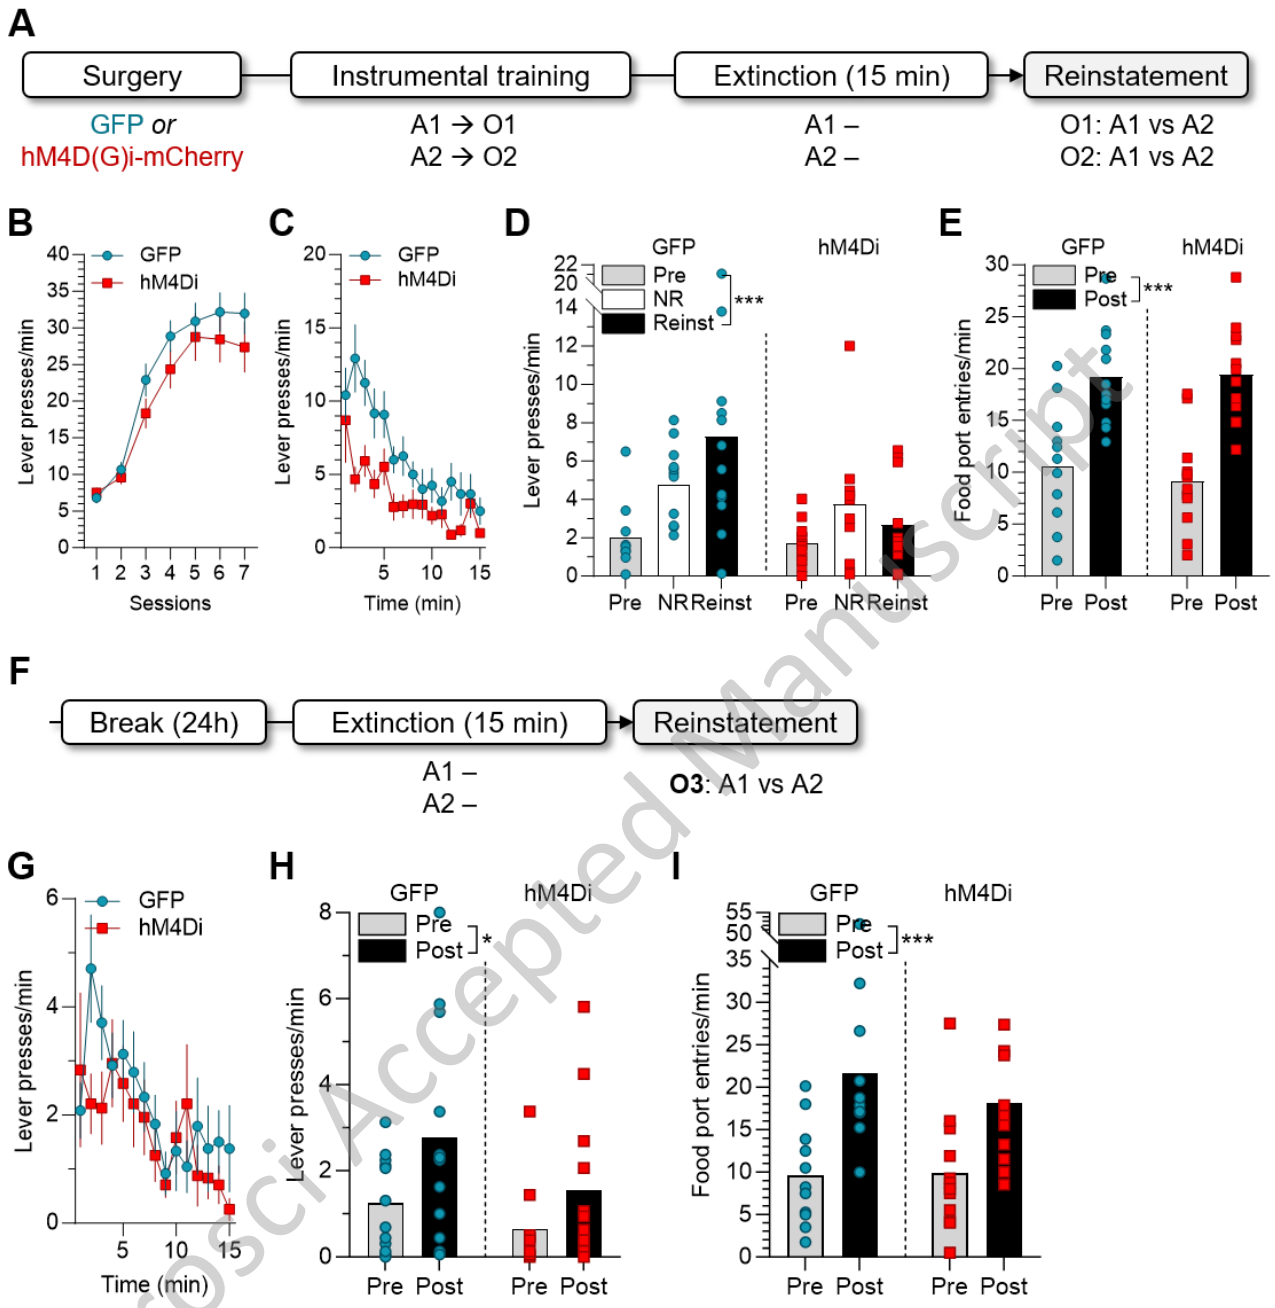 A
Surgery
Instrumental training
Extinction (15 min)
Reinstatement
GFP or
hM4D(G)i-mCherry
A1 → O1
A2 → O2
A1 –
A2 –
O1: A1 vs A2
O2: A1 vs A2
B
GFP
hM4Di
Lever presses/min
40
35
30
25
20
15
10
5
0
1 2 3 4 5 6 7
Sessions
C
GFP
hM4Di
Lever presses/min
20
15
10
5
0
5 10 15
Time (min)
D
GFP
hM4Di
Pre
NR
Reinst
***
Lever presses/min
22
20
14
12
10
8
6
4
2
0
Pre NR Reinst Pre NR Reinst
E
GFP
hM4Di
Pre
Post
***
Food port entries/min
30
25
20
15
10
5
0
Pre Post Pre Post
F
Break (24h)
Extinction (15 min)
Reinstatement
A1 –
A2 –
O3: A1 vs A2
G
GFP
hM4Di
Lever presses/min
6
4
2
0
5 10 15
Time (min)
H
GFP
hM4Di
Pre
Post
*
Lever presses/min
8
6
4
2
0
Pre Post Pre Post
I
GFP
hM4Di
Pre
Post
***
Food port entries/min
55
50
35
30
25
20
15
10
5
0
Pre Post Pre Post
rosci Accepted Manuscript